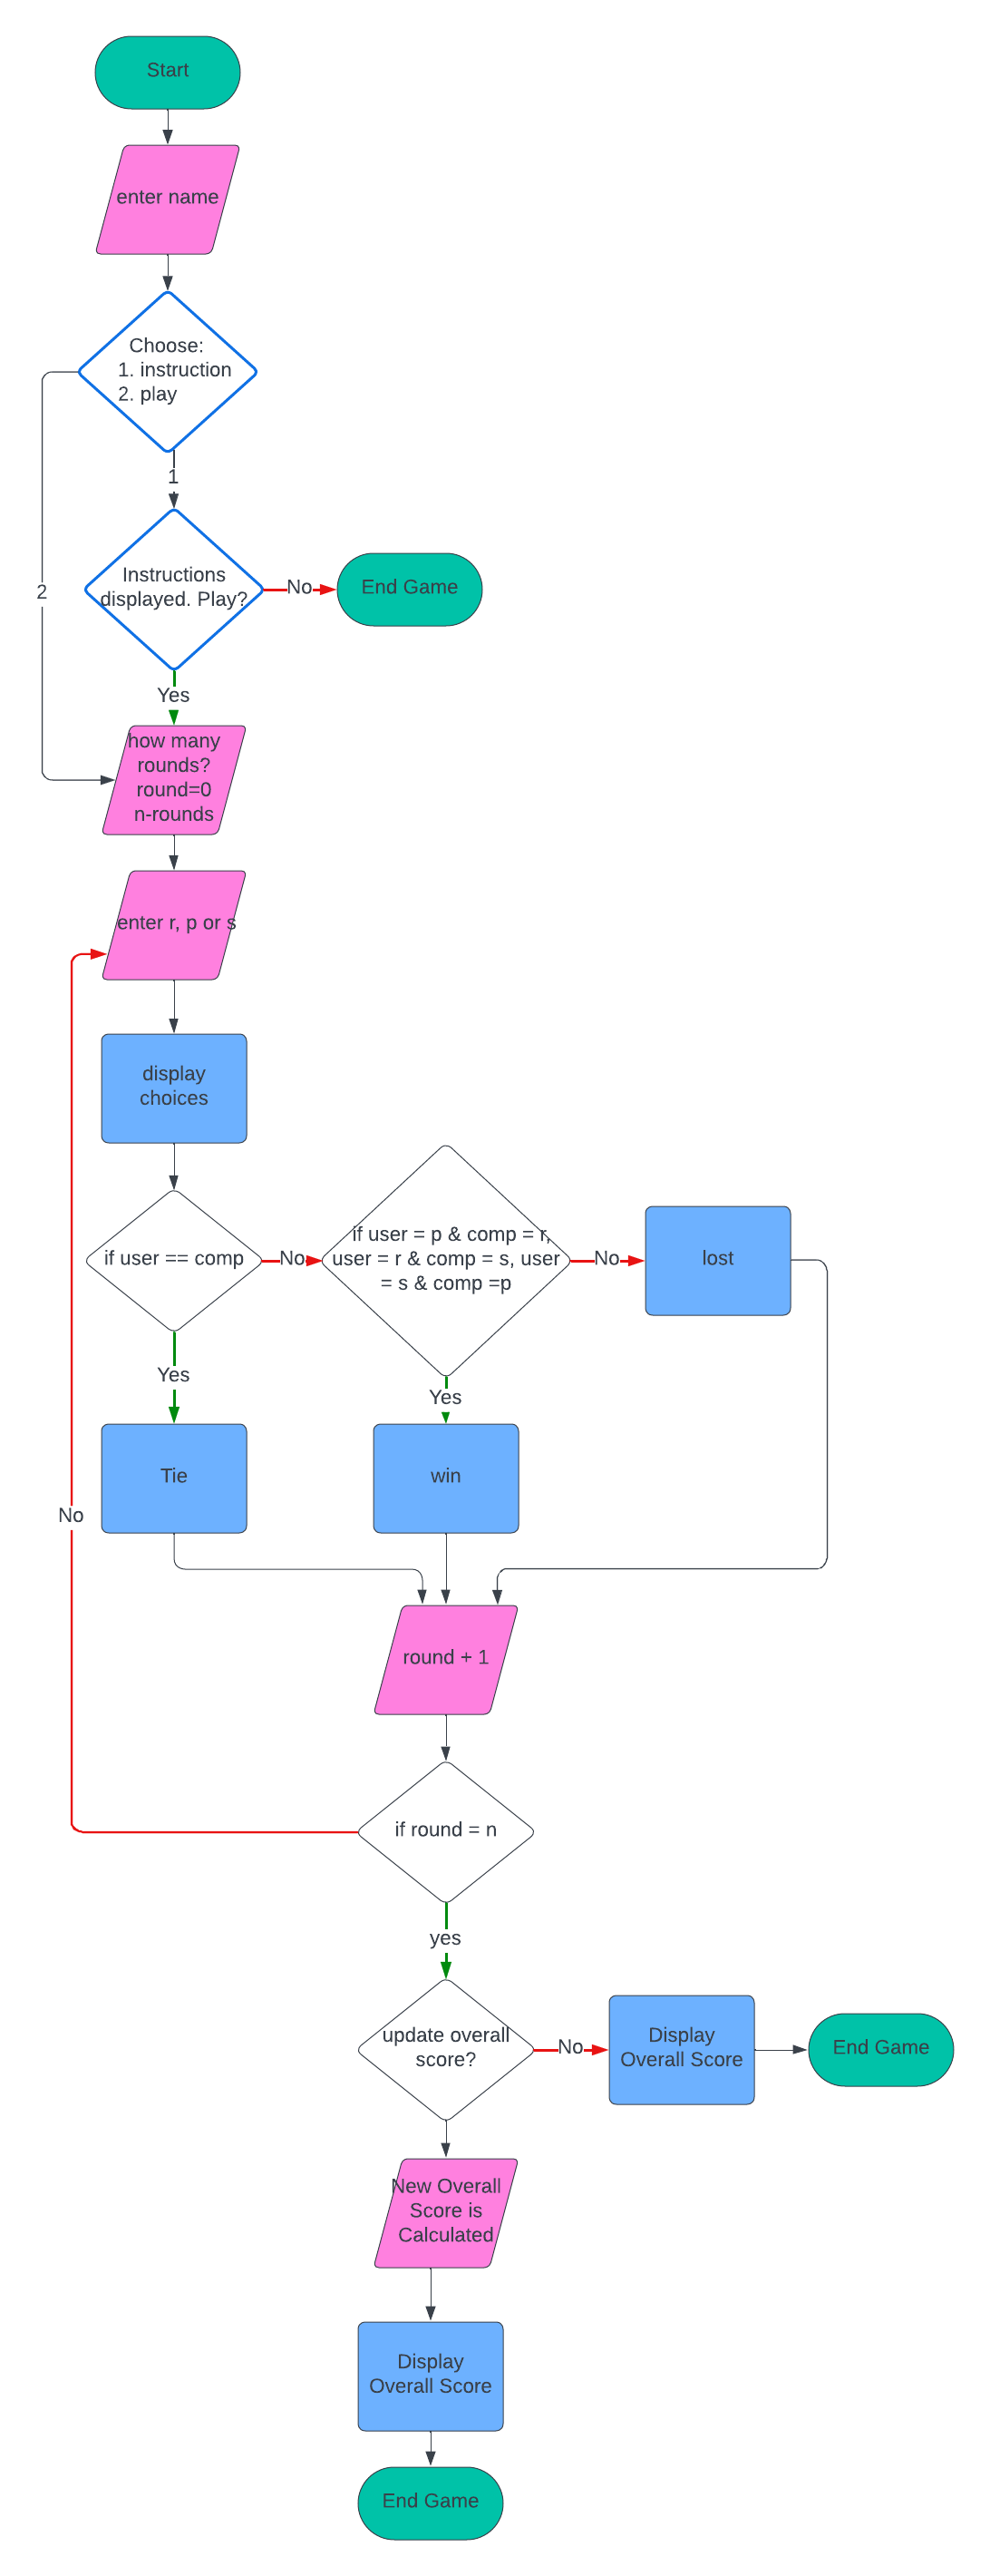 Start
enter name
Choose:
1. instruction
2. play
1
2
Instructions
displayed. Play?
No
End Game
Yes
how many
rounds?
round=0
n-rounds
enter r, p or s
display
choices
if user == comp
No
if user = p & comp = r,
user = r & comp = s, user
= s & comp =p
No
lost
Yes
Yes
Tie
win
No
round + 1
if round = n
yes
update overall
score?
No
Display
Overall Score
End Game
New Overall
Score is
Calculated
Display
Overall Score
End Game